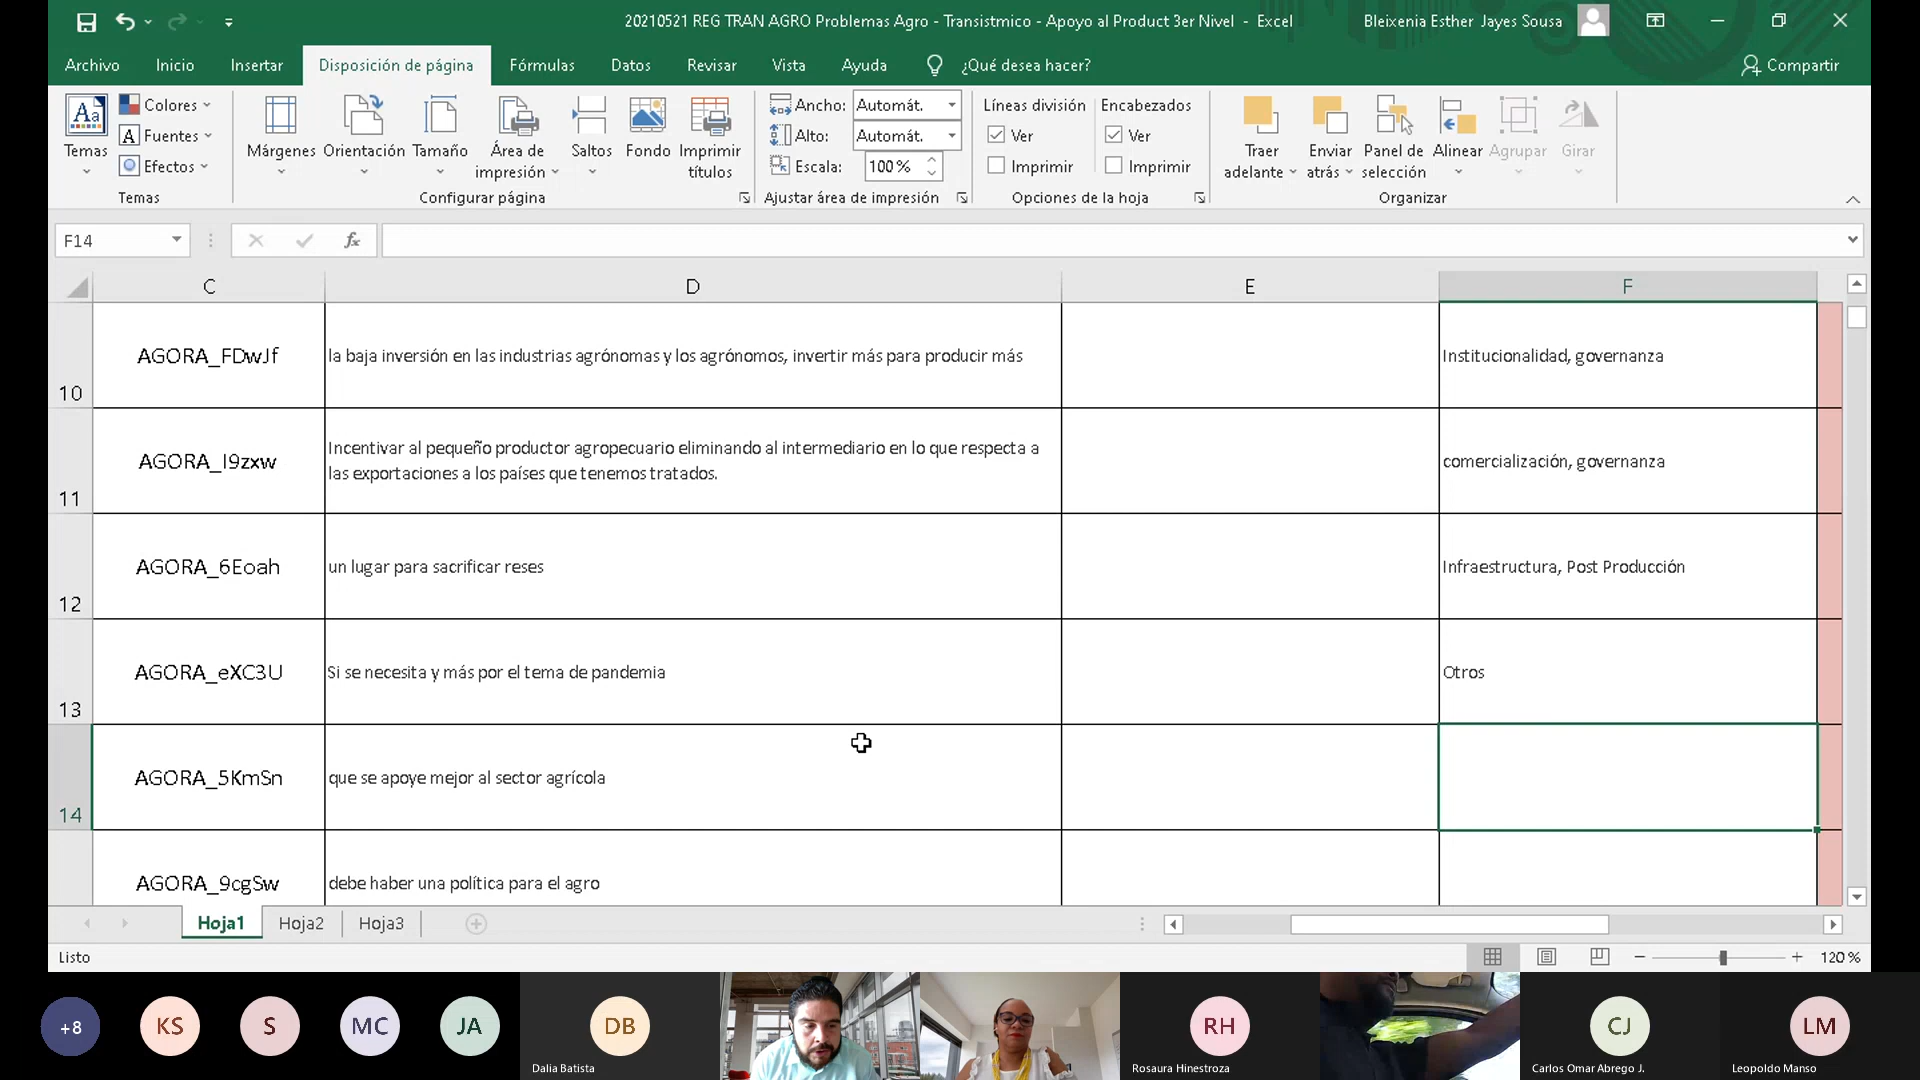 20210521 REG TRAN AGRO Problemas Agro - Transistmico - Apoyo al Product 3er Nivel - Excel
Bleixenia Esther Jayes Sousa
Archivo Inicio Insertar Disposición de página Fórmulas Datos Revisar Vista Ayuda ¿Qué desea hacer? Compartir
Temas
Colores
Fuentes
Efectos
Temas
Márgenes Orientación Tamaño Área de impresión Saltos Fondo Imprimir títulos
Configurar página
Ancho: Automát.
Alto: Automát.
Escala: 100 %
Ajustar área de impresión
Líneas división Encabezados
Ver Ver
Imprimir Imprimir
Opciones de la hoja
Traer adelante Enviar atrás Panel de selección Alinear Agrupar Girar
Organizar
F14
fx
C D E F
10 AGORA_FDwJf la baja inversión en las industrias agrónomas y los agrónomos, invertir más para producir más Institucionalidad, governanza
11 AGORA_I9zxw Incentivar al pequeño productor agropecuario eliminando al intermediario en lo que respecta a
las exportaciones a los países que tenemos tratados. comercialización, governanza
12 AGORA_6Eoah un lugar para sacrificar reses Infraestructura, Post Producción
13 AGORA_eXC3U Si se necesita y más por el tema de pandemia Otros
14 AGORA_5KmSn que se apoye mejor al sector agrícola
AGORA_9cgSw debe haber una política para el agro
Hoja1 Hoja2 Hoja3
Listo
120 %
+8 KS S MC JA DB RH CJ LM
Dalia Batista
Rosaura Hinestroza
Carlos Omar Abrego J.
Leopoldo Manso